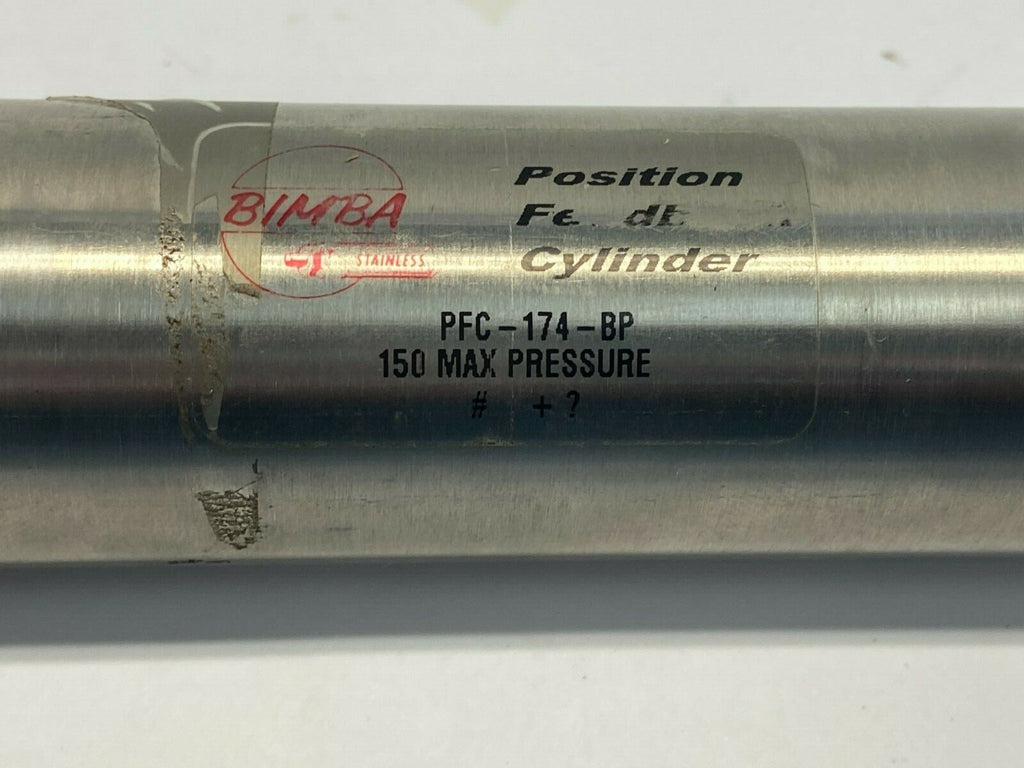 BIMBA
STAINLESS
Position
Cylinder
PFC-174-BP
150 MAX PRESSURE
# + ?